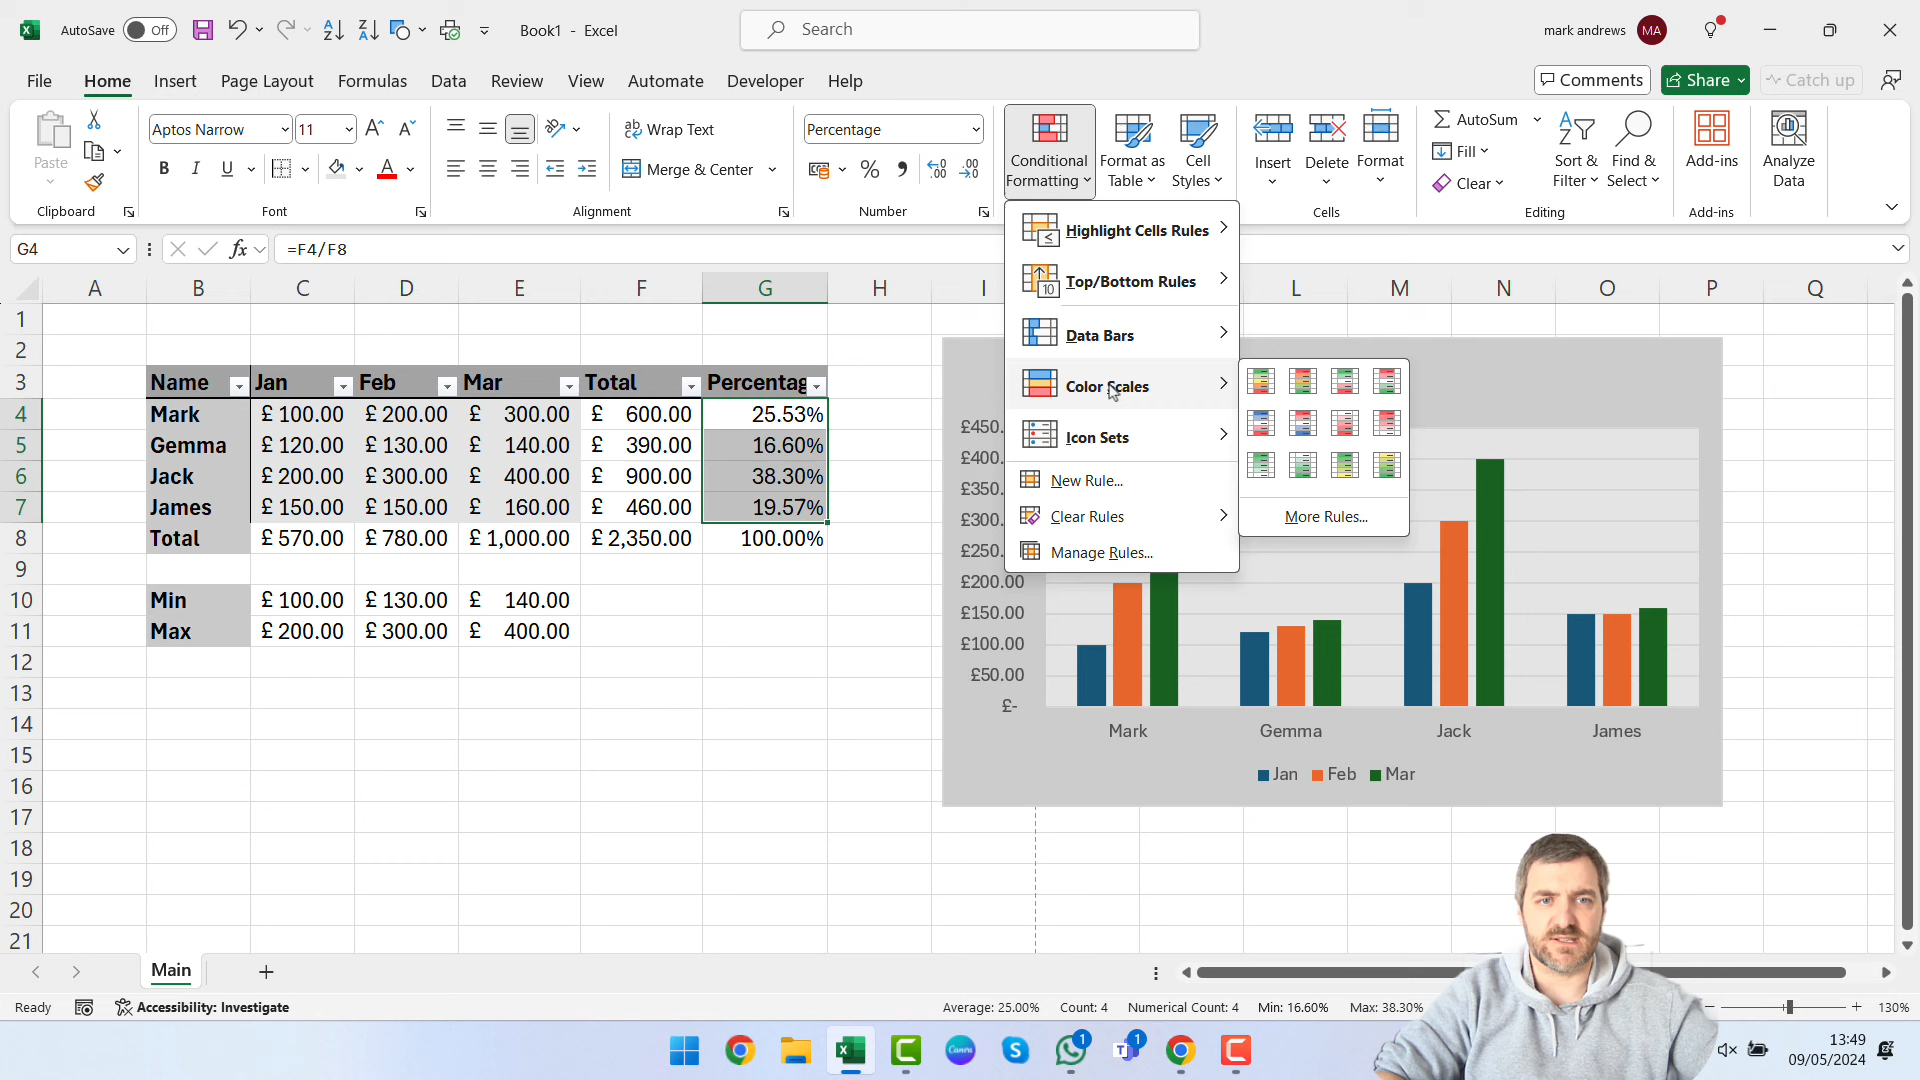 AutoSave Off Book1 - Excel Search mark andrews MA
File Home Insert Page Layout Formulas Data Review View Automate Developer Help Comments Share Catch up
Paste Aptos Narrow 11 Wrap Text Percentage Conditional Formatting Format as Table Cell Styles Insert Delete Format AutoSum Sort & Filter Find & Select Add-ins Analyze Data
B I U Merge & Center Fill
Clear
Clipboard Font Alignment Number Cells Editing Add-ins
G4 fx =F4/F8
Highlight Cells Rules
Top/Bottom Rules
Data Bars
Color Scales
Icon Sets
New Rule...
Clear Rules
Manage Rules...
More Rules...
A B C D E F G H I L M N O P Q
1
2
3 Name Jan Feb Mar Total Percentag
4 Mark £ 100.00 £ 200.00 £ 300.00 £ 600.00 25.53%
5 Gemma £ 120.00 £ 130.00 £ 140.00 £ 390.00 16.60%
6 Jack £ 200.00 £ 300.00 £ 400.00 £ 900.00 38.30%
7 James £ 150.00 £ 150.00 £ 160.00 £ 460.00 19.57%
8 Total £ 570.00 £ 780.00 £ 1,000.00 £ 2,350.00 100.00%
9
10 Min £ 100.00 £ 130.00 £ 140.00
11 Max £ 200.00 £ 300.00 £ 400.00
12
13
14
15
16
17
18
19
20
21
£450.
£400.
£350.
£300.
£250.
£200.00
£150.00
£100.00
£50.00
£-
Mark Gemma Jack James
Jan Feb Mar
Main
Ready Accessibility: Investigate Average: 25.00% Count: 4 Numerical Count: 4 Min: 16.60% Max: 38.30% 130%
Canva 1 1 13:49
09/05/2024